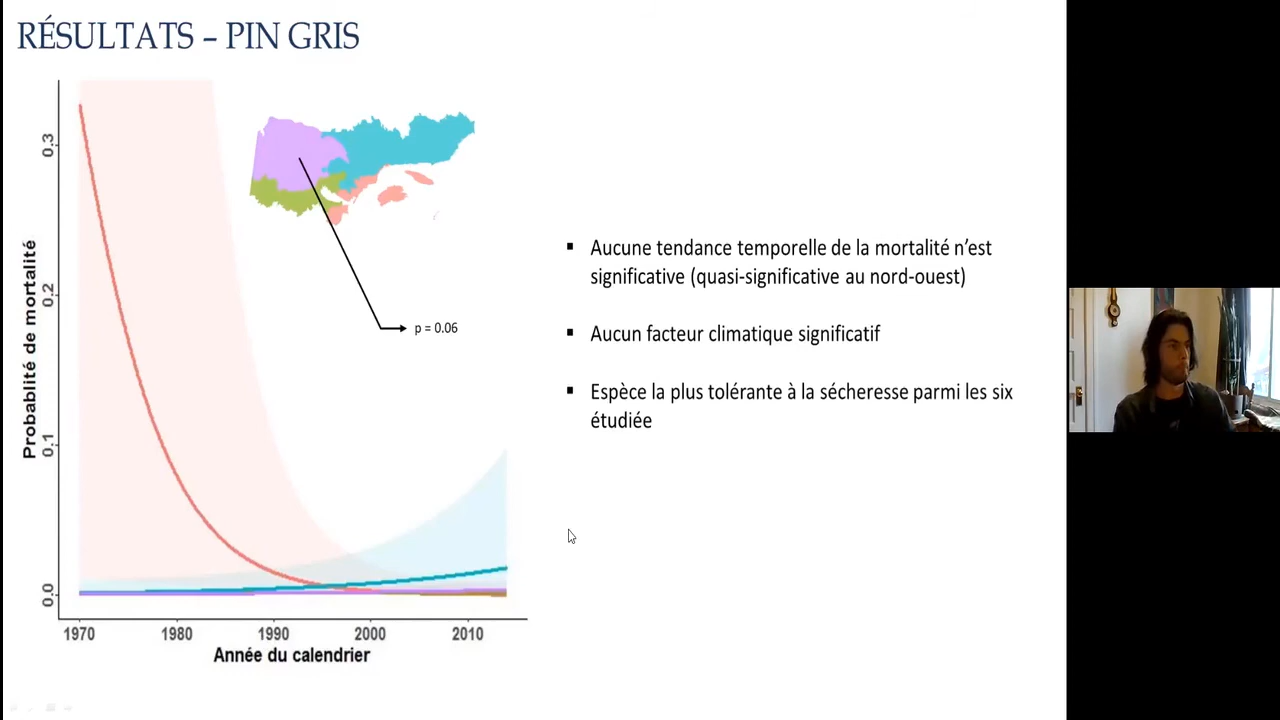 RÉSULTATS – PIN GRIS
0.3
0.2
0.1
0.0
Probablité de mortalité
1970 1980 1990 2000 2010
Année du calendrier
p = 0.06
▪ Aucune tendance temporelle de la mortalité n’est
significative (quasi-significative au nord-ouest)
▪ Aucun facteur climatique significatif
▪ Espèce la plus tolérante à la sécheresse parmi les six
étudiée